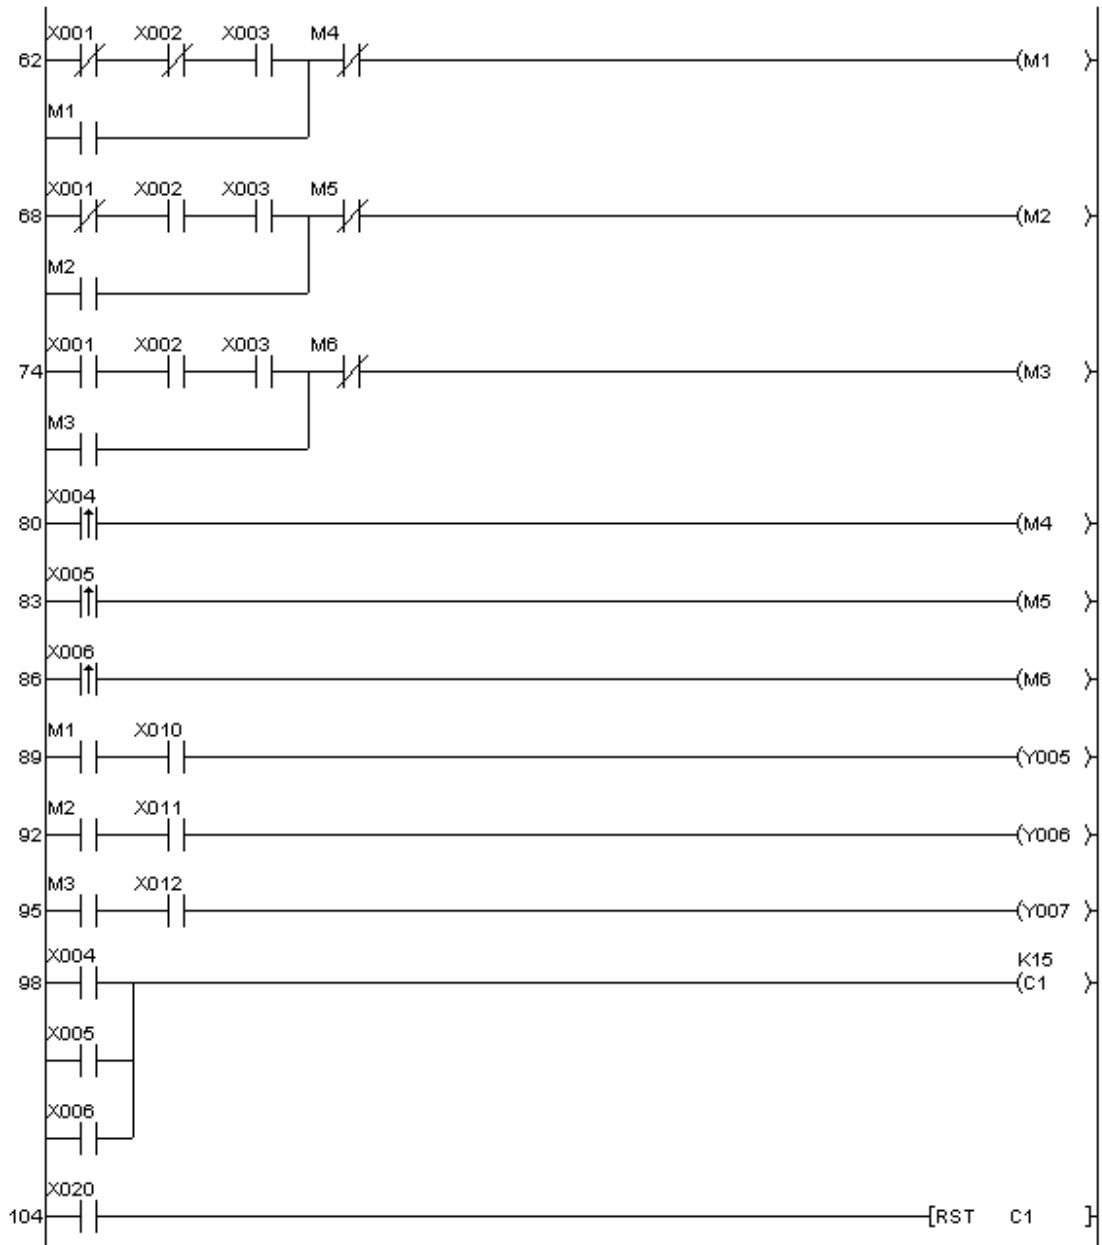 X001 X002 X003 M4
62 (M1 )
M1
X001 X002 X003 M5
68 (M2 )
M2
X001 X002 X003 M6
74 (M3 )
M3
X004
80 (M4 )
X005
83 (M5 )
X006
86 (M6 )
M1 X010
89 (Y005 )
M2 X011
92 (Y006 )
M3 X012
95 (Y007 )
X004 K15
98 (C1 )
X005
X006
X020
104 [RST C1 ]